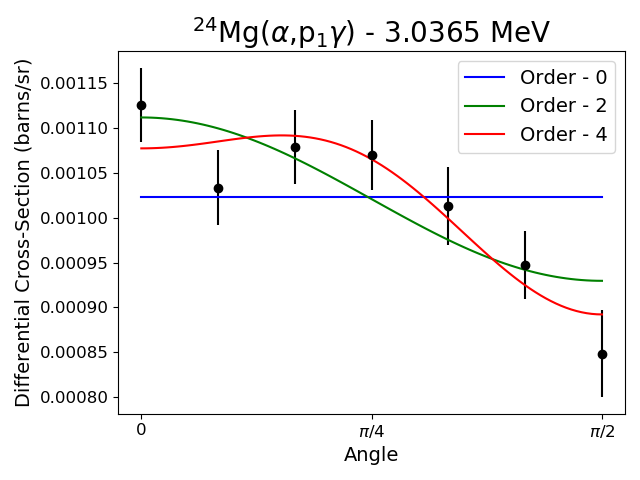 ²⁴Mg(α,p₁γ) - 3.0365 MeV
Order - 0
Order - 2
Order - 4
Differential Cross-Section (barns/sr)
0.00115
0.00110
0.00105
0.00100
0.00095
0.00090
0.00085
0.00080
0
π/4
π/2
Angle